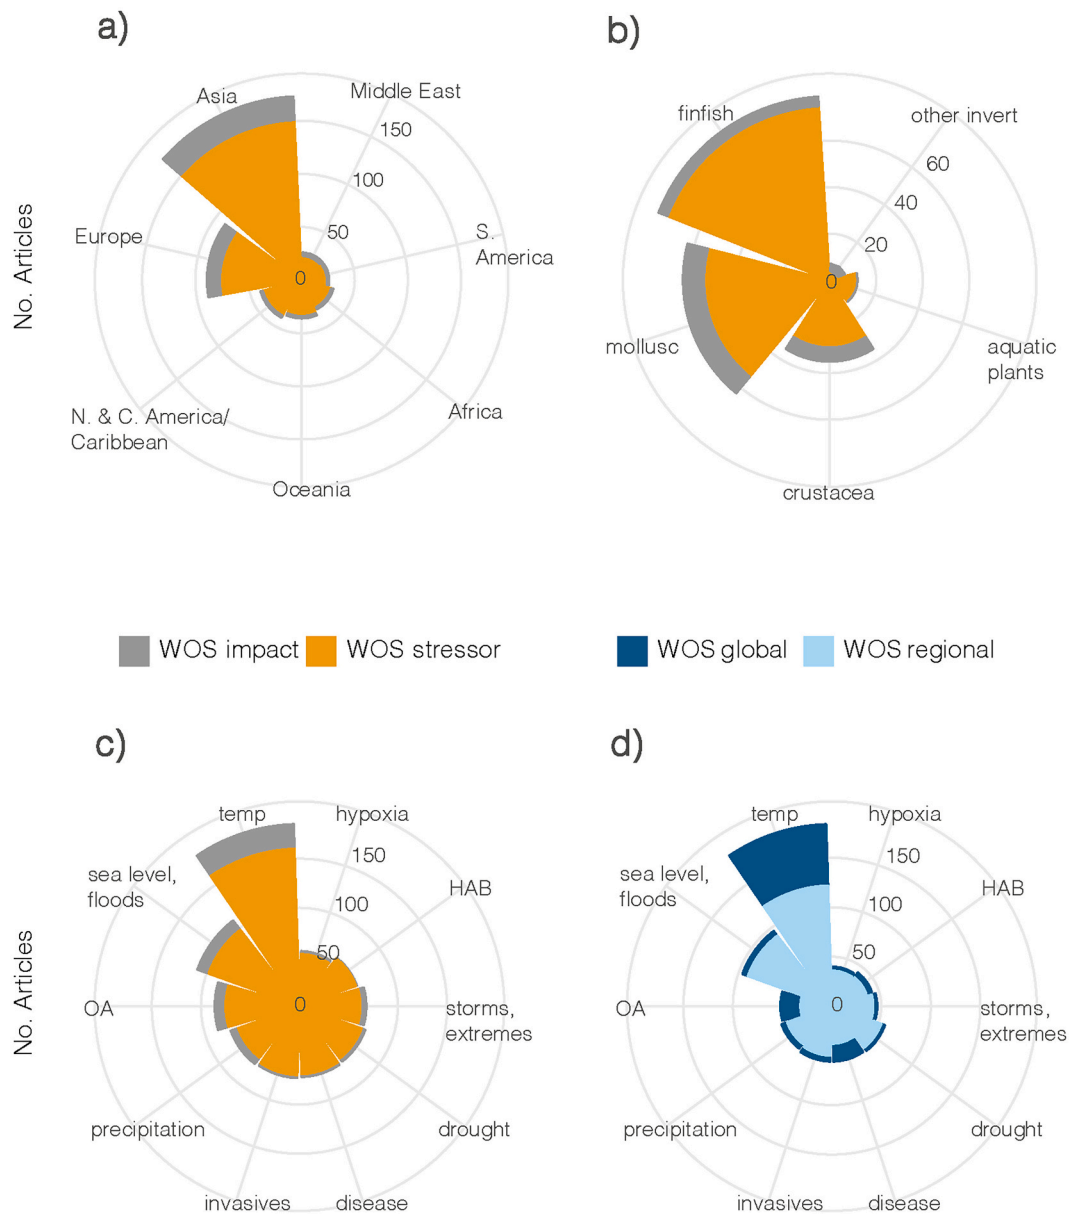 a)
b)
Asia
Middle East
150
100
50
0
Europe
S.
America
N. & C. America/
Caribbean
Africa
Oceania
No. Articles
finfish
other invert
60
40
20
0
mollusc
aquatic
plants
crustacea
WOS impact
WOS stressor
WOS global
WOS regional
c)
d)
temp
hypoxia
150
100
50
0
sea level,
floods
HAB
OA
storms,
extremes
precipitation
drought
invasives
disease
No. Articles
temp
hypoxia
150
100
50
0
sea level,
floods
HAB
OA
storms,
extremes
precipitation
drought
invasives
disease